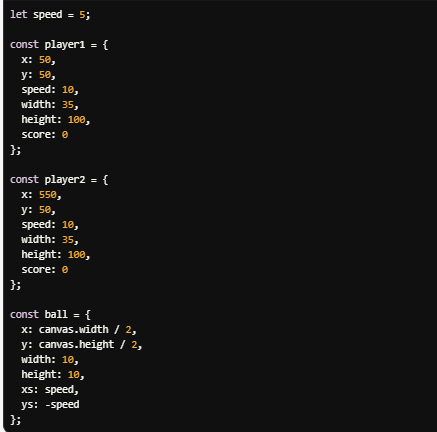 let speed = 5;
const player1 = {
x: 50,
y: 50,
speed: 10,
width: 35,
height: 100,
score: 0
};
const player2 = {
x: 550,
y: 50,
speed: 10,
width: 35,
height: 100,
score: 0
};
const ball = {
x: canvas.width / 2,
y: canvas.height / 2,
width: 10,
height: 10,
xs: speed,
ys: -speed
};